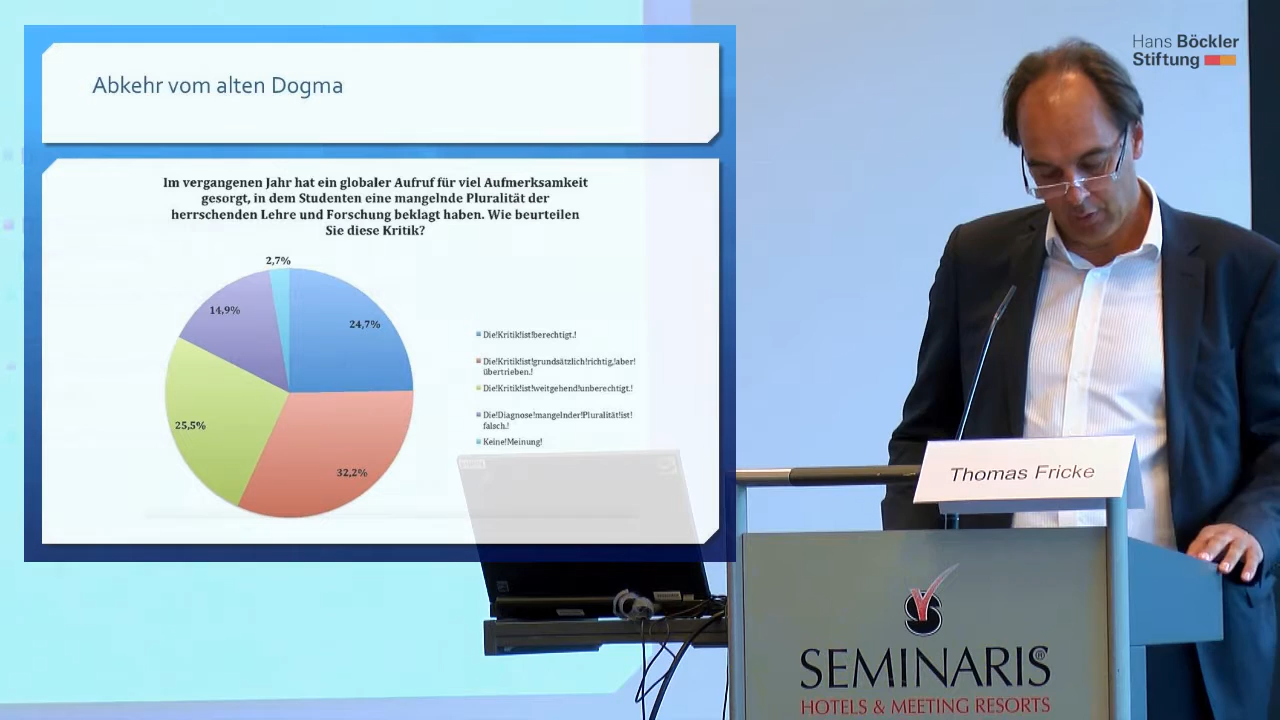 Abkehr vom alten Dogma
Im vergangenen Jahr hat ein globaler Aufruf für viel Aufmerksamkeit
gesorgt, in dem Studenten eine mangelnde Pluralität der
herrschenden Lehre und Forschung beklagt haben. Wie beurteilen
Sie diese Kritik?
2,7%
14,9%
24,7%
25,5%
32,2%
Die!Kritik!ist!berechtigt.!
Die!Kritik!ist!grundsätzlich!richtig,!aber!
übertrieben.!
Die!Kritik!ist!weitgehend!unberechtigt.!
Die!Diagnose!mangelnder!Pluralität!ist!
falsch.!
Keine!Meinung!
Hans Böckler
Stiftung
Thomas Fricke
SEMINARIS®
HOTELS & MEETING RESORTS